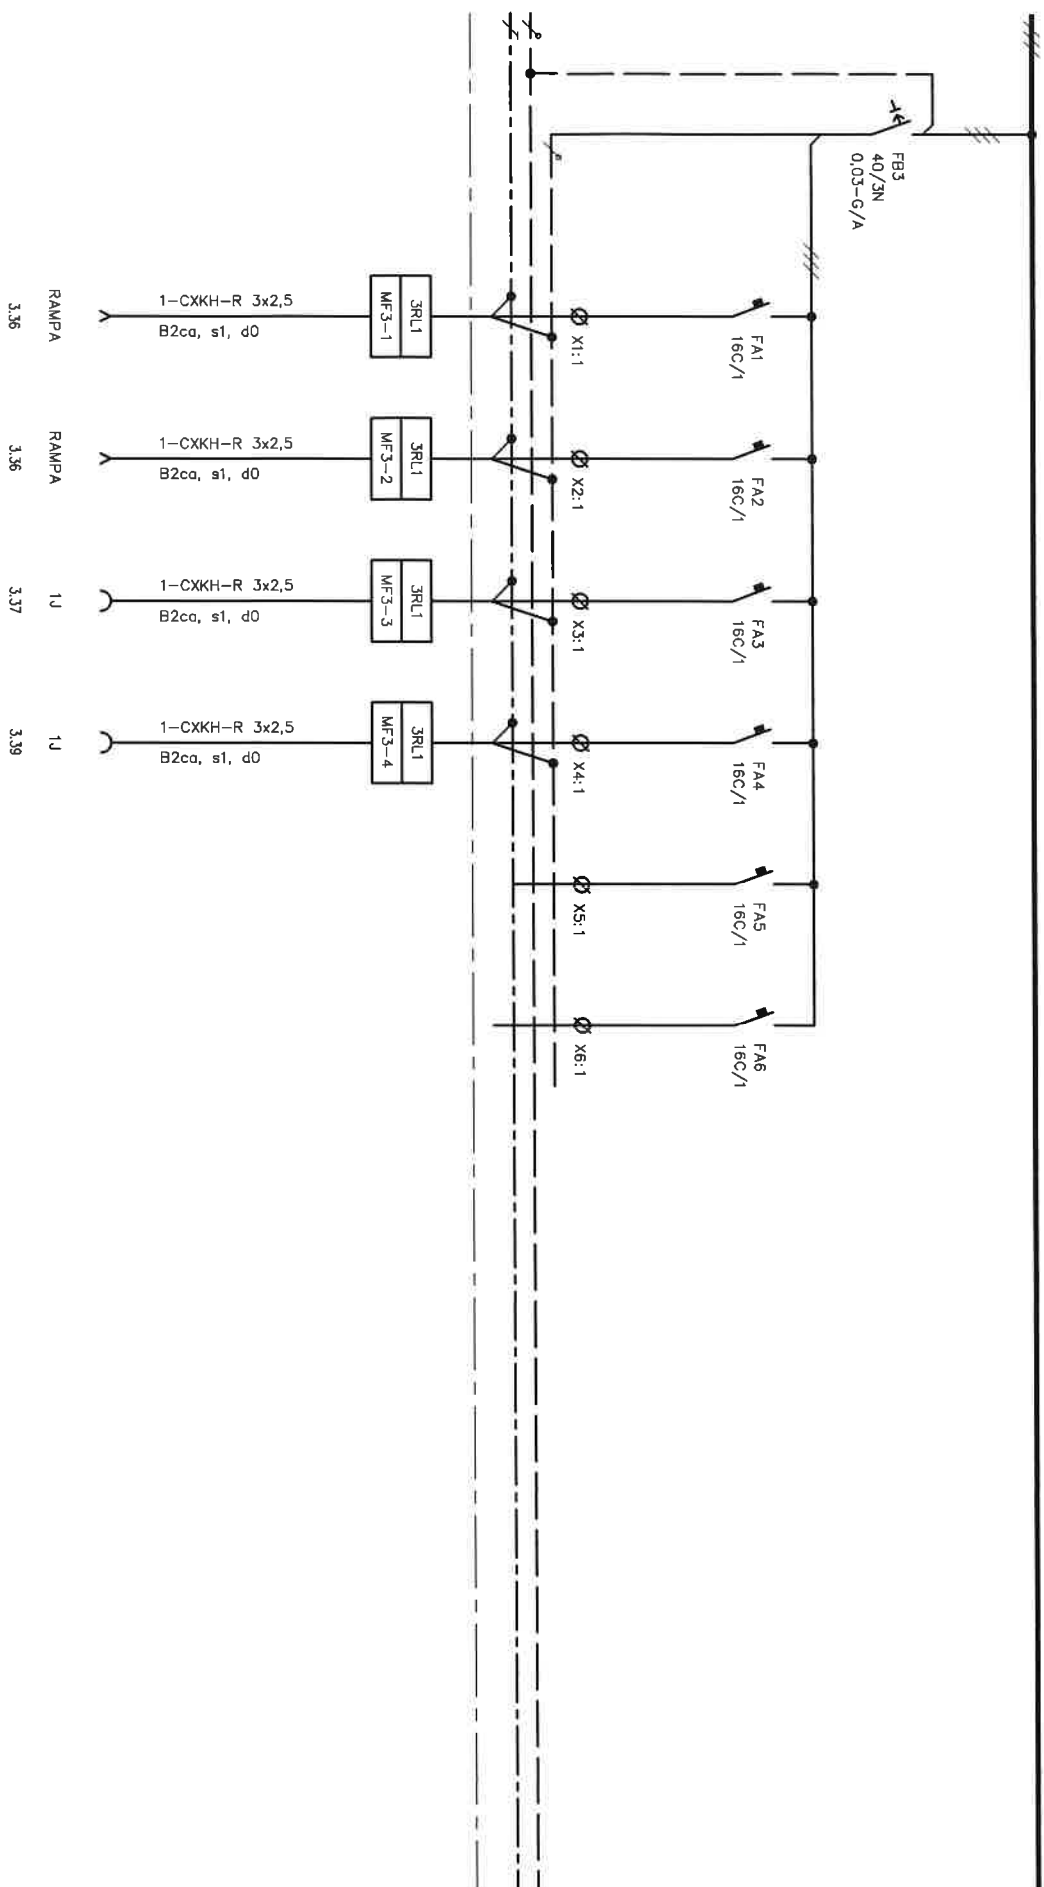 FB3
40/3N
0,03-G/A
FA1
16C/1
FA2
16C/1
FA3
16C/1
FA4
16C/1
FA5
16C/1
FA6
16C/1
X1:1
X2:1
X3:1
X4:1
X5:1
X6:1
3RL1
MF3-1
3RL1
MF3-2
3RL1
MF3-3
3RL1
MF3-4
1-CXKH-R 3x2,5
B2ca, s1, d0
1-CXKH-R 3x2,5
B2ca, s1, d0
1-CXKH-R 3x2,5
B2ca, s1, d0
1-CXKH-R 3x2,5
B2ca, s1, d0
RAMPA
3.36
RAMPA
3.36
1J
3.37
1J
3.39